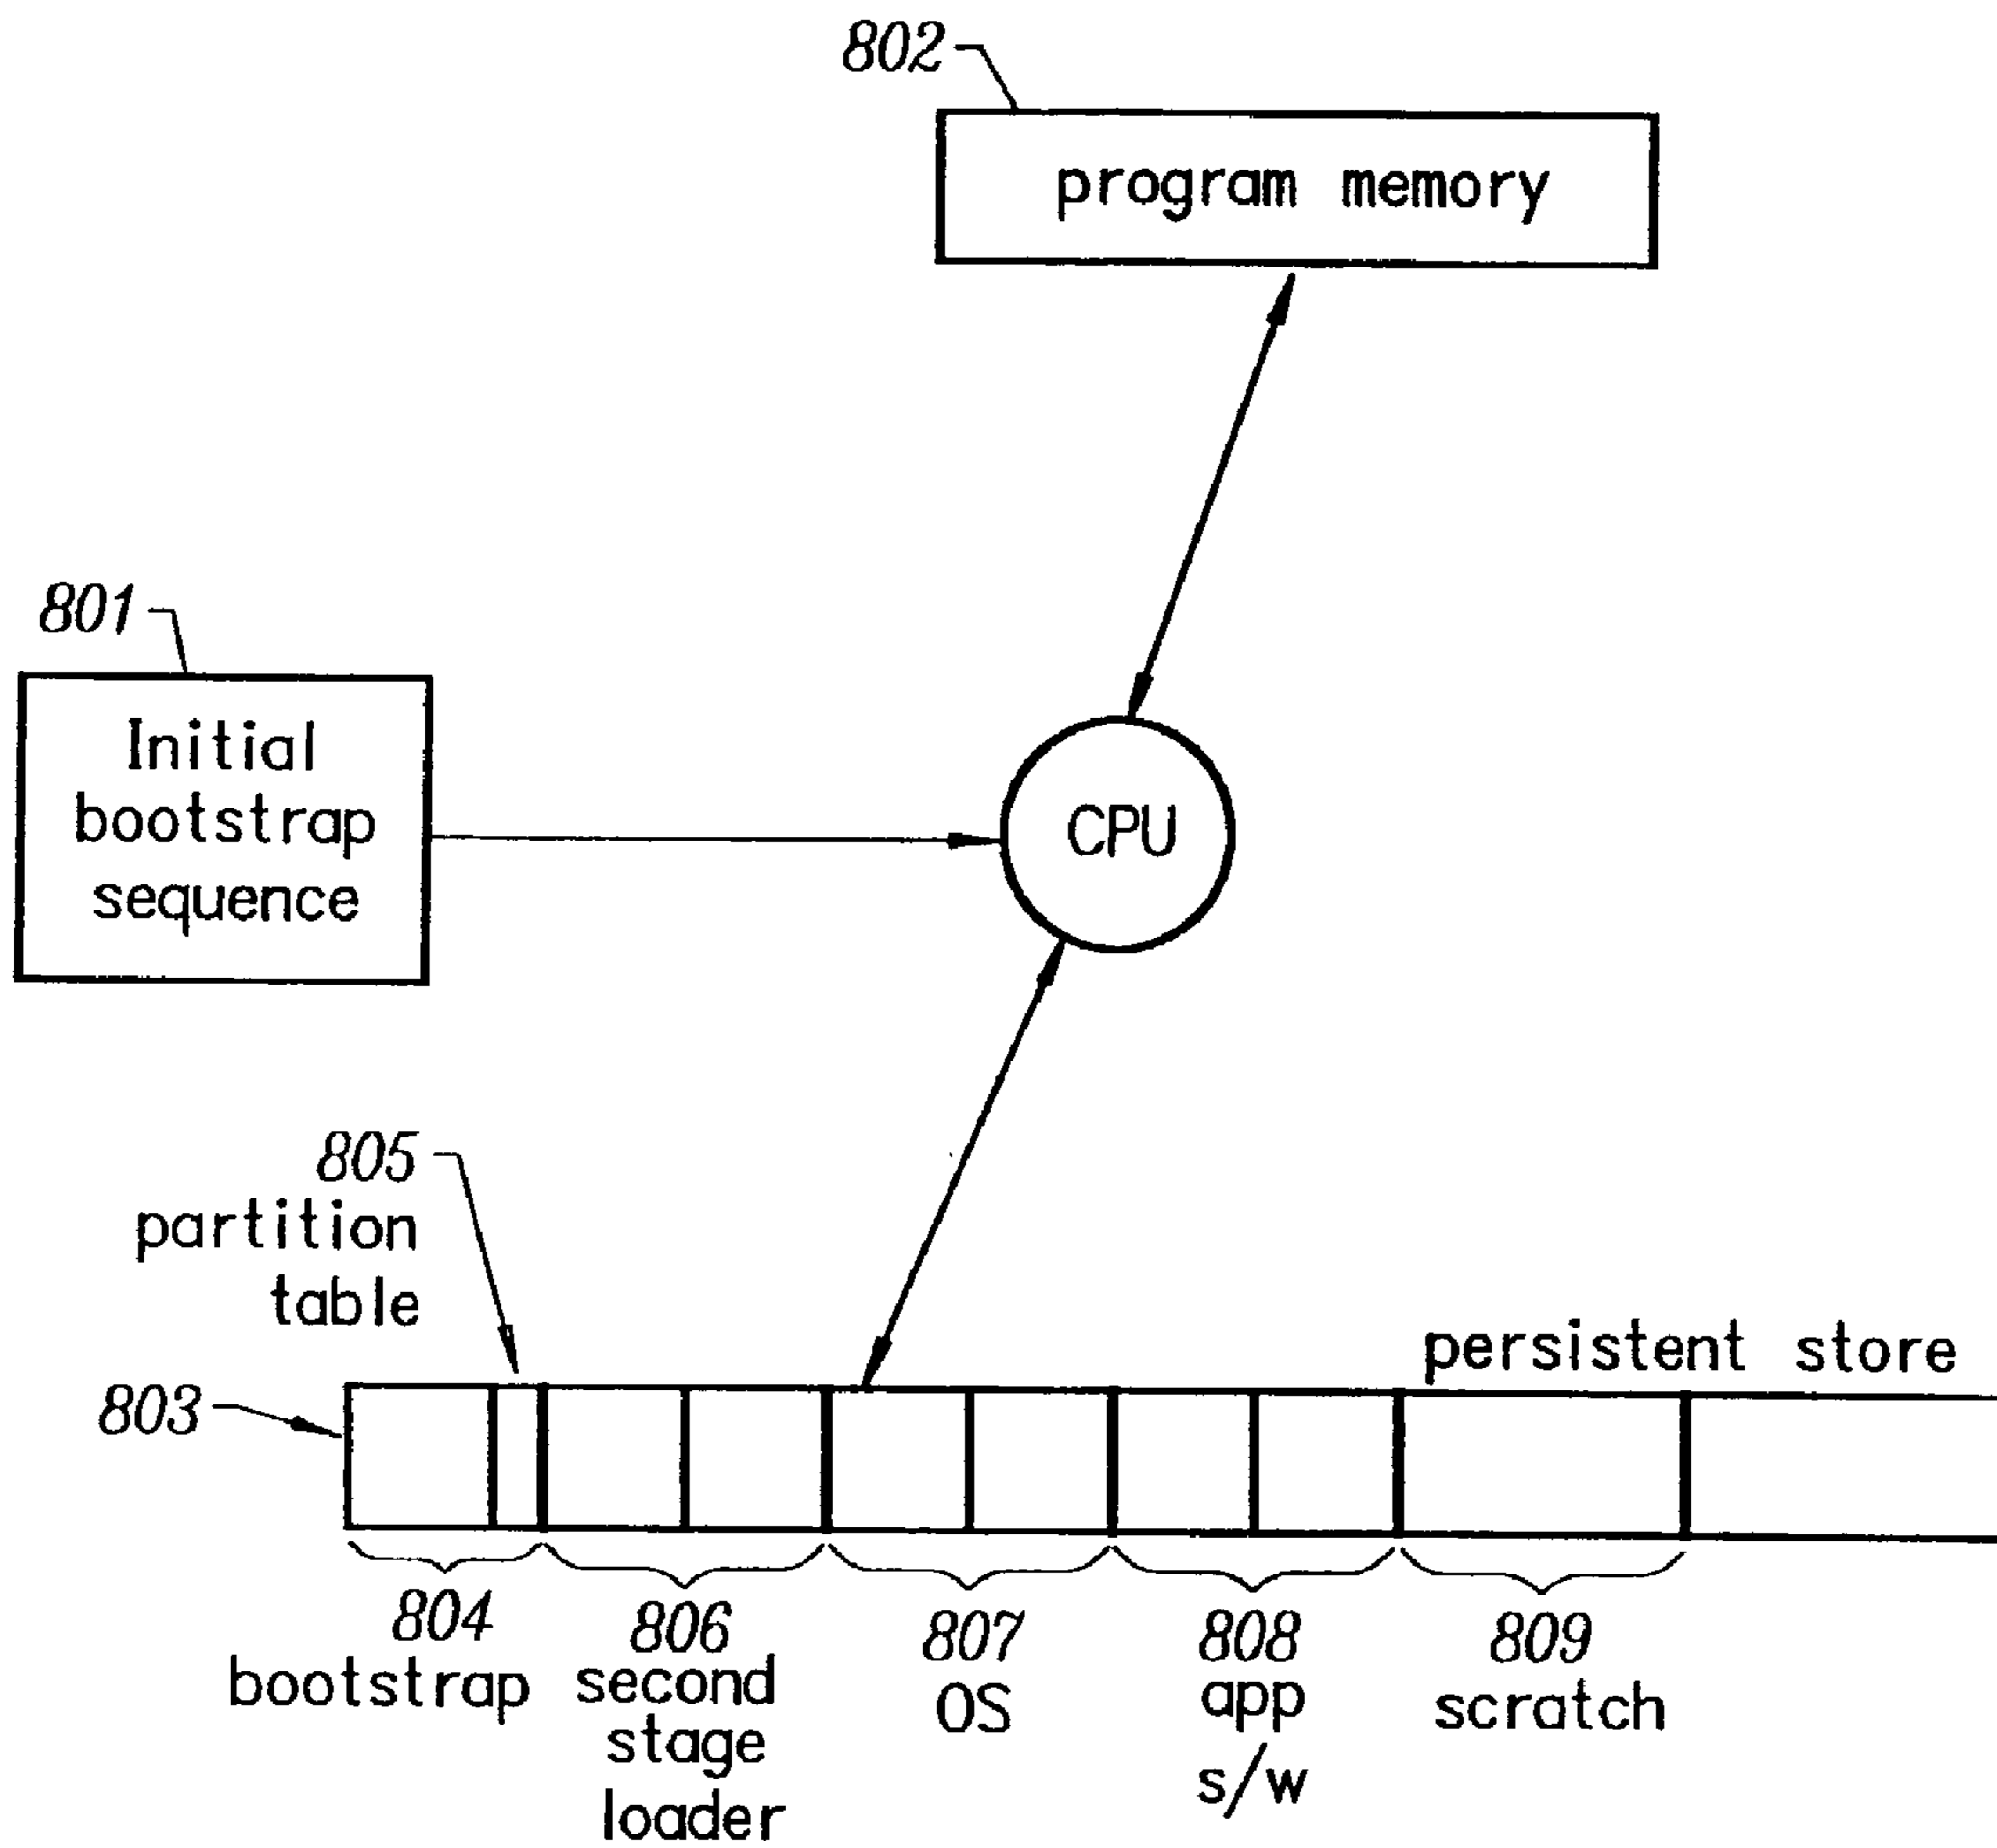 802
program memory
801
Initial
bootstrap
sequence
CPU
805
partition
table
persistent store
803
804
bootstrap
806
second
stage
loader
807
OS
808
app
s/w
809
scratch